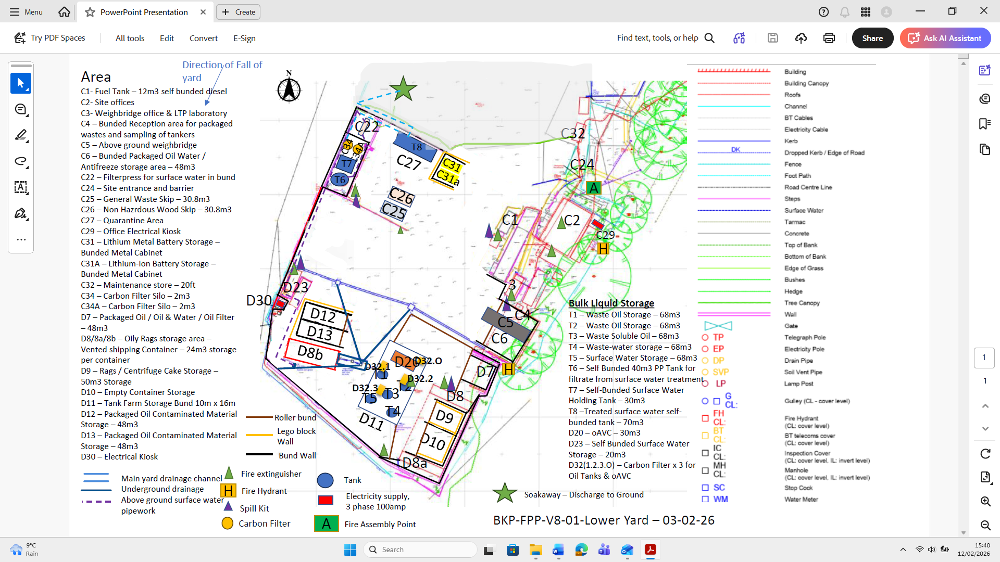 Menu
PowerPoint Presentation
Create
Try PDF Spaces
All tools
Edit
Convert
E-Sign
Find text, tools, or help
Share
Ask AI Assistant
Direction of Fall of
yard
Area
C1- Fuel Tank – 12m3 self bunded diesel
C2- Site offices
C3- Weighbridge office & LTP laboratory
C4 – Bunded Reception area for packaged
wastes and sampling of tankers
C5 – Above ground weighbridge
C6 – Bunded Packaged Oil Water /
Antifreeze storage area – 48m3
C22 – Filterpress for surface water in bund
C24 – Site entrance and barrier
C25 – General Waste Skip – 30.8m3
C26 – Non Hazrdous Wood Skip – 30.8m3
C27 – Quarantine Area
C29 – Office Electrical Kiosk
C31 – Lithium Metal Battery Storage –
Bunded Metal Cabinet
C31A – Lithium-Ion Battery Storage –
Bunded Metal Cabinet
C32 – Maintenance store – 20ft
C34 – Carbon Filter Silo – 2m3
C34A – Carbon Filter Silo – 2m3
D7 – Packaged Oil / Oil & Water / Oil Filter
– 48m3
D8/8a/8b – Oily Rags storage area –
Vented shipping Container – 24m3 storage
per container
D9 – Rags / Centrifuge Cake Storage –
50m3 Storage
D10 – Empty Container Storage
D11 – Tank Farm Storage Bund 10m x 16m
D12 – Packaged Oil Contaminated Material
Storage – 48m3
D13 – Packaged Oil Contaminated Material
Storage – 48m3
D30 – Electrical Kiosk
Main yard drainage channel
Underground drainage
Above ground surface water
pipework
Roller bund
Lego block
Wall
Bund Wall
Fire extinguisher
H Fire Hydrant
Spill Kit
Carbon Filter
Tank
Electricity supply,
3 phase 100amp
A Fire Assembly Point
N
C22
C34
C34A
T7
T6
T8
C27
C31
C31a
C26
C25
C32
C24
A
C1
C2
C29
H
3
C4
C5
C6
D23
D30
D12
D13
D8b
D20
D32.O
D32.1
T1
D32.2
T2
D32.3
T3
T5
T4
D11
D7
H
D8
D9
D10
D8a
Bulk Liquid Storage
T1 – Waste Oil Storage – 68m3
T2 – Waste Oil Storage – 68m3
T3 – Waste Soluble Oil – 68m3
T4 – Waste-water storage – 68m3
T5 – Surface Water Storage – 68m3
T6 – Self Bunded 40m3 PP Tank for
filtrate from surface water treatment
T7 – Self-Bunded Surface Water
Holding Tank – 30m3
T8 –Treated surface water self-
bunded tank – 70m3
D20 – oAVC – 30m3
D23 – Self Bunded Surface Water
Storage – 20m3
D32(1.2.3.O) – Carbon Filter x 3 for
Oil Tanks & oAVC
Soakaway – Discharge to Ground
BKP-FPP-V8-01-Lower Yard – 03-02-26
Building
Building Canopy
Roofs
Channel
BT Cables
Electricity Cable
Kerb
DK Dropped Kerb / Edge of Road
Fence
Foot Path
Road Centre Line
Steps
Surface Water
Tarmac
Concrete
Top of Bank
Bottom of Bank
Edge of Grass
Bushes
Hedge
Tree Canopy
Wall
Gate
TP Telegraph Pole
EP Electricity Pole
DP Drain Pipe
SVP Soil Vent Pipe
LP Lamp Post
G
CL: Gulley (CL - cover level)
FH Fire Hydrant
CL: (CL: cover level)
BT BT telecoms cover
CL: (CL: cover level)
IC Inspection Cover
CL: (CL: cover level, IL: invert level)
MH Manhole
CL: (CL: cover level, IL: invert level)
SC Stop Cock
WM Water Meter
1
1
9°C
Rain
Search
15:40
12/02/2026